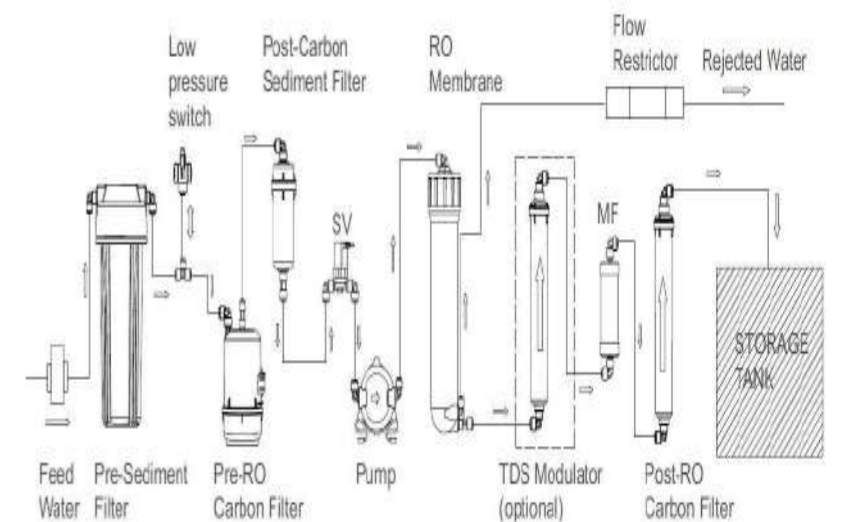 Low
pressure
switch
Post-Carbon
Sediment Filter
RO
Membrane
Flow
Restrictor
Rejected Water
SV
MF
STORAGE
TANK
Feed
Water
Pre-Sediment
Filter
Pre-RO
Carbon Filter
Pump
TDS Modulator
(optional)
Post-RO
Carbon Filter